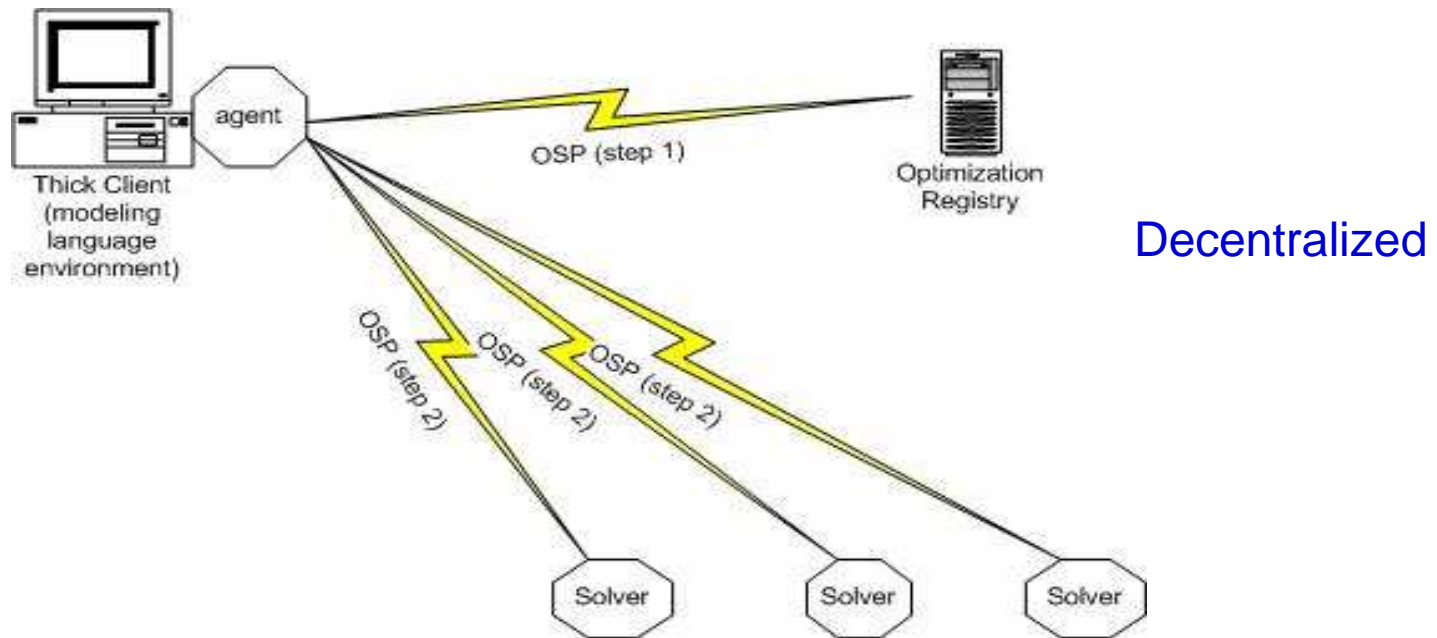 agent
OSP (step 1)
Thick Client
(modeling
language
environment)
Optimization
Registry
Decentralized
OSP (step 2)
OSP (step 2)
OSP (step 2)
Solver
Solver
Solver